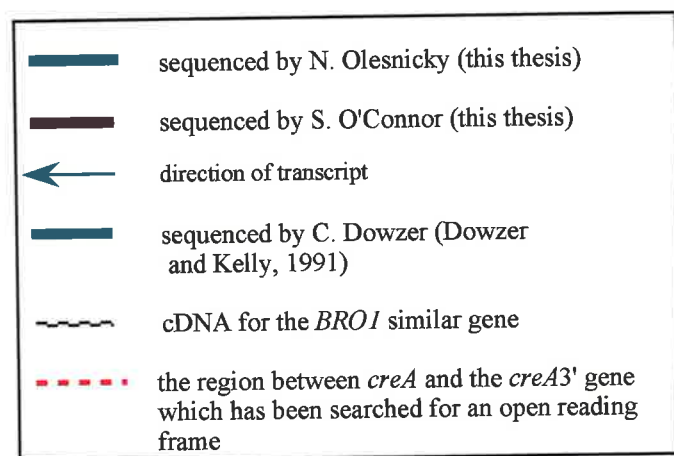 sequenced by N. Olesnicky (this thesis)
sequenced by S. O'Connor (this thesis)
direction of transcript
sequenced by C. Dowzer (Dowzer
and Kelly, 1991)
cDNA for the BRO1 similar gene
the region between creA and the creA3' gene
which has been searched for an open reading
frame